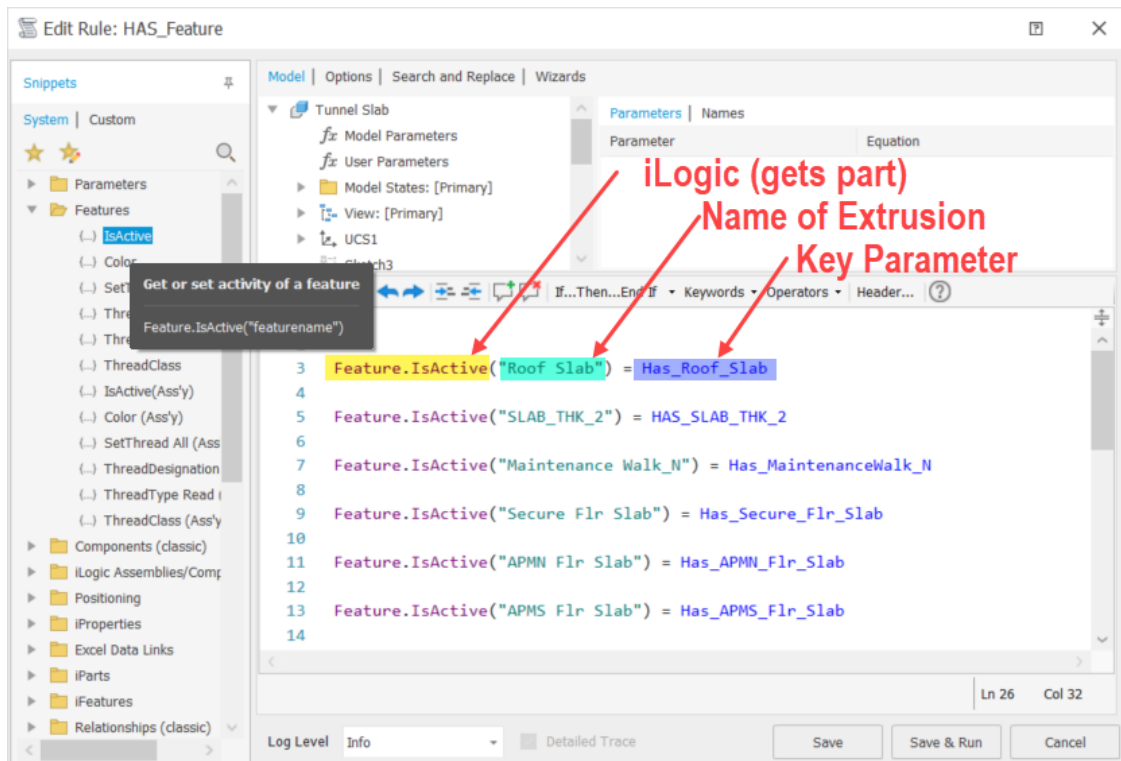 Edit Rule: HAS_Feature
Snippets
System | Custom
Parameters
Features
{...} IsActive
{...} Color
{...} SetT
{...} Thre
{...} Thre
{...} ThreadClass
{...} IsActive(Ass'y)
{...} Color (Ass'y)
{...} SetThread All (Ass
{...} ThreadDesignation
{...} ThreadType Read (
{...} ThreadClass (Ass'y
Components (classic)
iLogic Assemblies/Comp
Positioning
iProperties
Excel Data Links
iParts
iFeatures
Relationships (classic)
Get or set activity of a feature
Feature.IsActive("featurename")
Model | Options | Search and Replace | Wizards
Tunnel Slab
fx Model Parameters
fx User Parameters
Model States: [Primary]
View: [Primary]
UCS1
Sketch3
Parameters | Names
Parameter Equation
iLogic (gets part)
Name of Extrusion
Key Parameter
If...Then...End If Keywords Operators Header...
3 Feature.IsActive("Roof Slab") = Has_Roof_Slab
4
5 Feature.IsActive("SLAB_THK_2") = HAS_SLAB_THK_2
6
7 Feature.IsActive("Maintenance Walk_N") = Has_MaintenanceWalk_N
8
9 Feature.IsActive("Secure Flr Slab") = Has_Secure_Flr_Slab
10
11 Feature.IsActive("APMN Flr Slab") = Has_APMN_Flr_Slab
12
13 Feature.IsActive("APMS Flr Slab") = Has_APMS_Flr_Slab
14
Ln 26 Col 32
Log Level Info Detailed Trace Save Save & Run Cancel